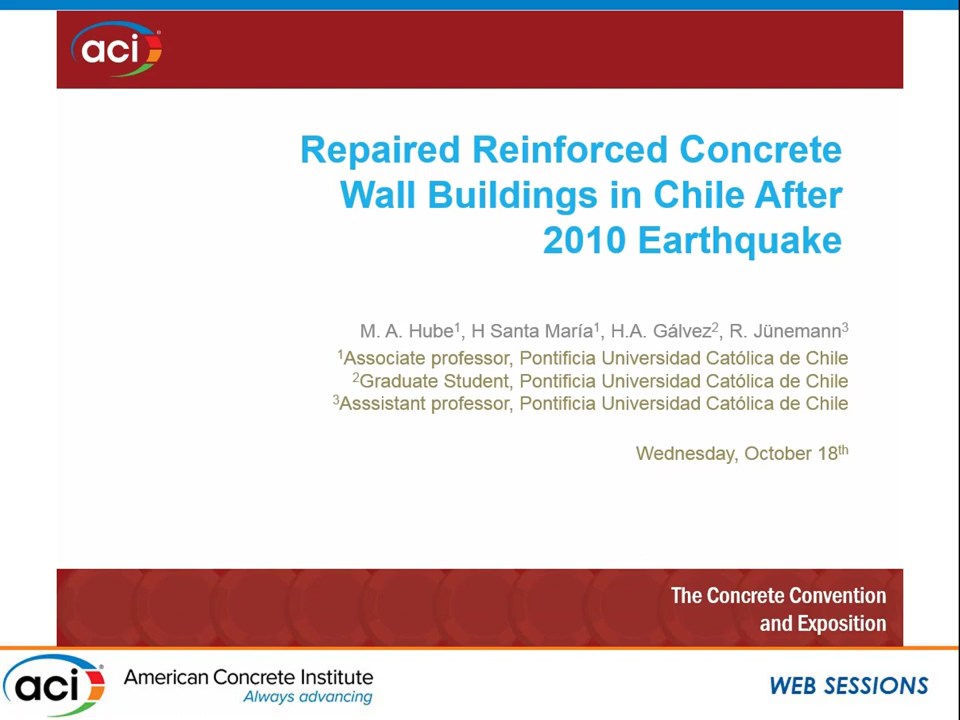 aci
Repaired Reinforced Concrete
Wall Buildings in Chile After
2010 Earthquake
M. A. Hube¹, H Santa María¹, H.A. Gálvez², R. Jünemann³
¹Associate professor, Pontificia Universidad Católica de Chile
²Graduate Student, Pontificia Universidad Católica de Chile
³Asssistant professor, Pontificia Universidad Católica de Chile
Wednesday, October 18th
The Concrete Convention
and Exposition
aci
American Concrete Institute
Always advancing
WEB SESSIONS